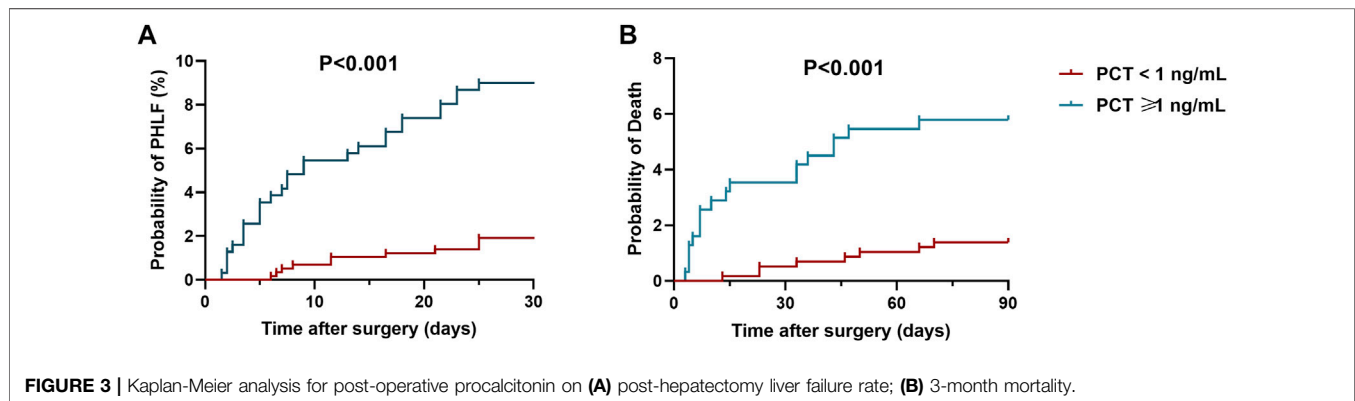 A
P<0.001
Probability of PHLF (%)
10
8
6
4
2
0
0 10 20 30
Time after surgery (days)
B
P<0.001
Probability of Death
8
6
4
2
0
0 30 60 90
Time after surgery (days)
PCT < 1 ng/mL
PCT ⩾1 ng/mL
FIGURE 3 | Kaplan-Meier analysis for post-operative procalcitonin on (A) post-hepatectomy liver failure rate; (B) 3-month mortality.